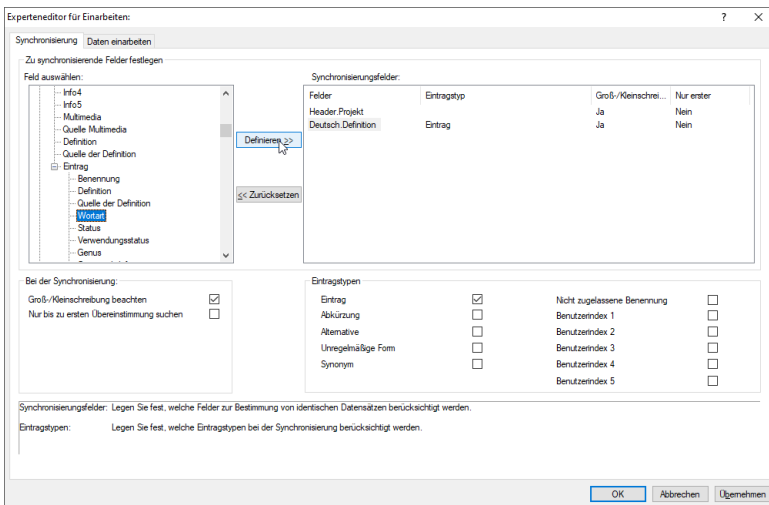 Experteneditor für Einarbeiten:
? ×
Synchronisierung Daten einarbeiten
Zu synchronisierende Felder festlegen
Feld auswählen:
Info4
Info5
Multimedia
Quelle Multimedia
Definition
Quelle der Definition
Eintrag
Benennung
Definition
Quelle der Definition
Wortart
Status
Verwendungsstatus
Genus
Definieren >>
<< Zurücksetzen
Synchronisierungsfelder:
Felder Eintragstyp Groß-/Kleinschrei... Nur erster
Header.Projekt Ja Nein
Deutsch.Definition Eintrag Ja Nein
Bei der Synchronisierung:
Groß-/Kleinschreibung beachten
Nur bis zu ersten Übereinstimmung suchen
Eintragstypen
Eintrag
Abkürzung
Alternative
Unregelmäßige Form
Synonym
Nicht zugelassene Benennung
Benutzerindex 1
Benutzerindex 2
Benutzerindex 3
Benutzerindex 4
Benutzerindex 5
Synchronisierungsfelder: Legen Sie fest, welche Felder zur Bestimmung von identischen Datensätzen berücksichtigt werden.
Eintragstypen: Legen Sie fest, welche Eintragstypen bei der Synchronisierung berücksichtigt werden.
OK Abbrechen Übernehmen